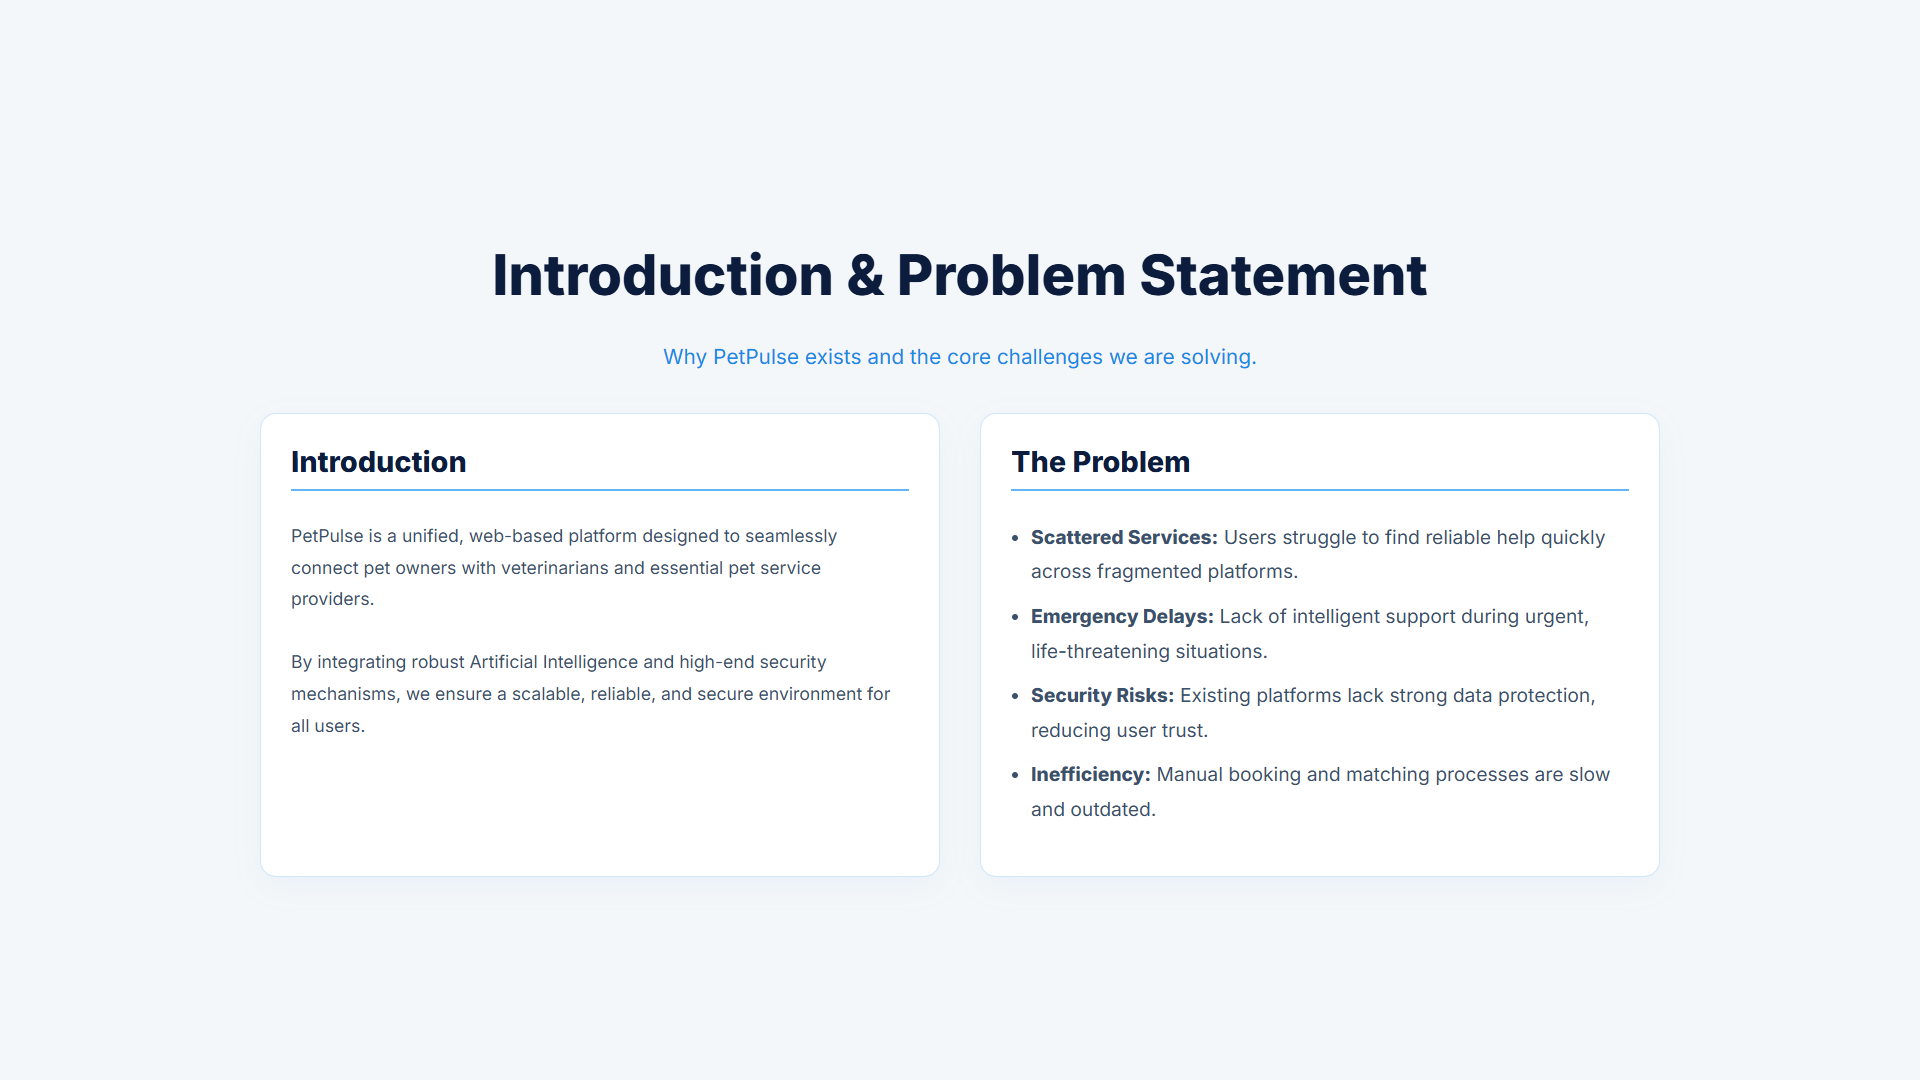 Introduction & Problem Statement
Why PetPulse exists and the core challenges we are solving.
Introduction
PetPulse is a unified, web-based platform designed to seamlessly
connect pet owners with veterinarians and essential pet service
providers.
By integrating robust Artificial Intelligence and high-end security
mechanisms, we ensure a scalable, reliable, and secure environment for
all users.
The Problem
• Scattered Services: Users struggle to find reliable help quickly
across fragmented platforms.
• Emergency Delays: Lack of intelligent support during urgent,
life-threatening situations.
• Security Risks: Existing platforms lack strong data protection,
reducing user trust.
• Inefficiency: Manual booking and matching processes are slow
and outdated.